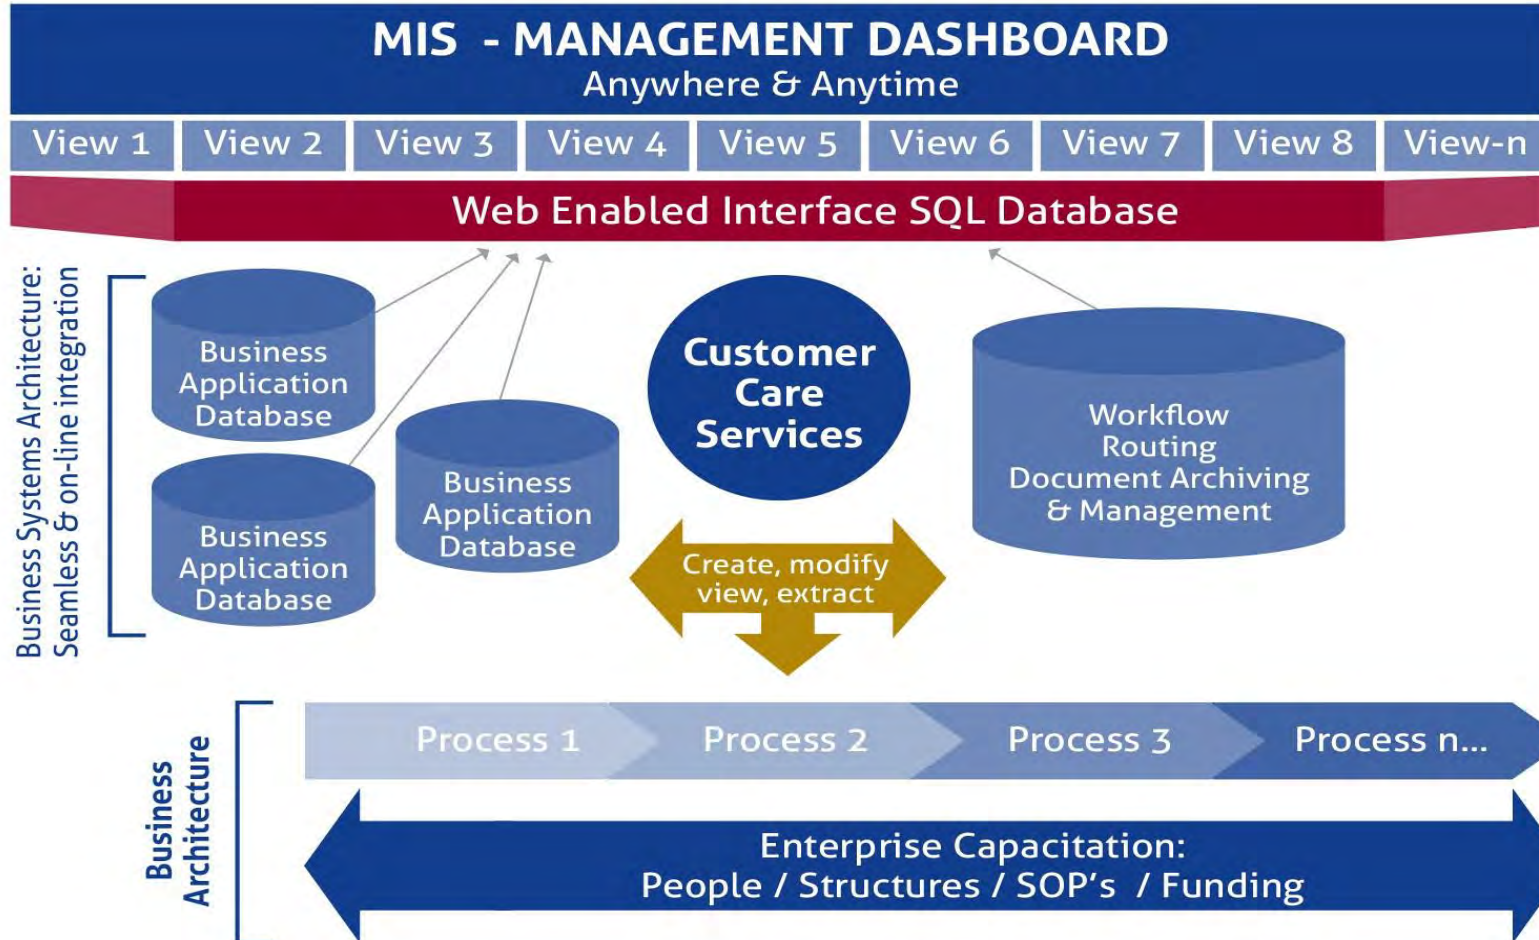 MIS - MANAGEMENT DASHBOARD
Anywhere & Anytime
View 1
View 2
View 3
View 4
View 5
View 6
View 7
View 8
View-n
Web Enabled Interface SQL Database
Business Systems Architecture:
Seamless & on-line integration
Business
Application
Database
Business
Application
Database
Business
Application
Database
Customer
Care
Services
Workflow
Routing
Document Archiving
& Management
Create, modify
view, extract
Business
Architecture
Process 1
Process 2
Process 3
Process n...
Enterprise Capacitation:
People / Structures / SOP's / Funding